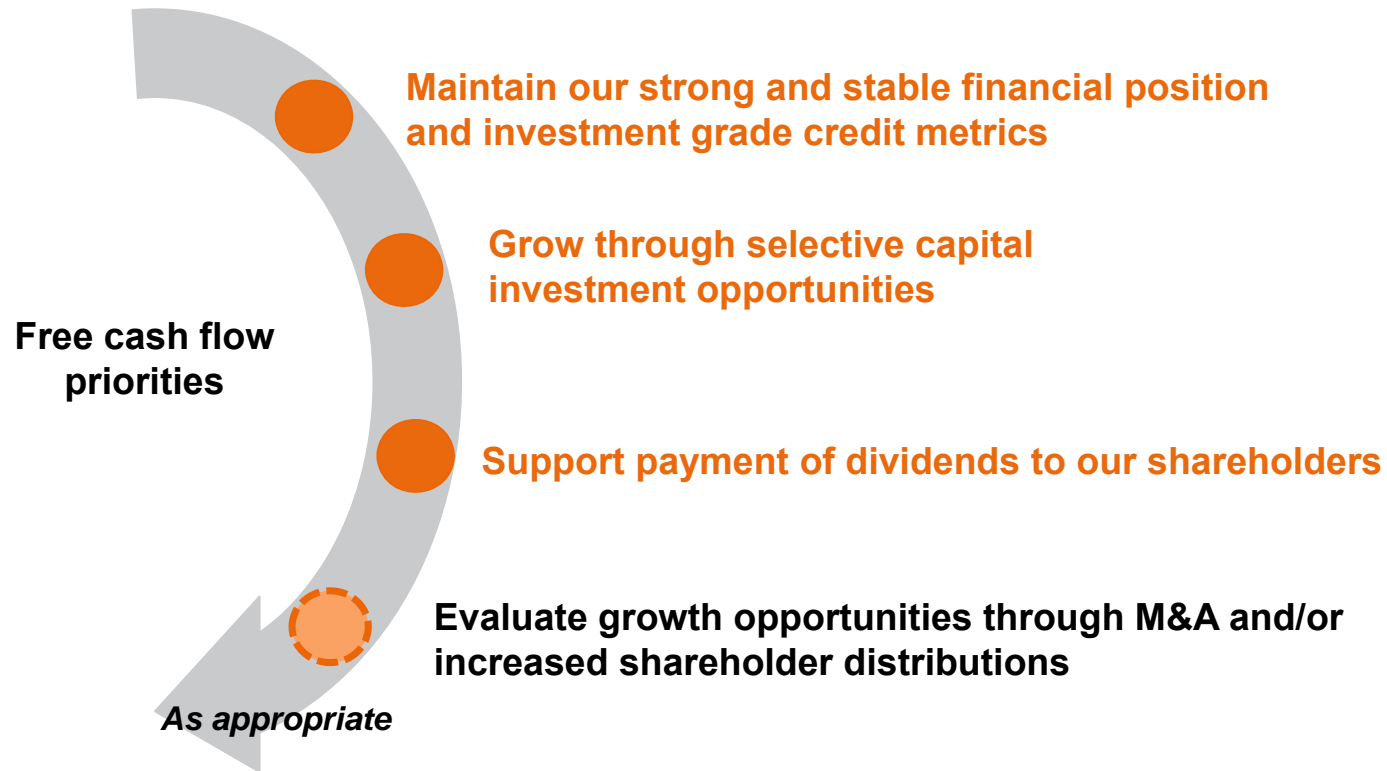 Maintain our strong and stable financial position
and investment grade credit metrics
Grow through selective capital
investment opportunities
Free cash flow
priorities
Support payment of dividends to our shareholders
Evaluate growth opportunities through M&A and/or
increased shareholder distributions
As appropriate